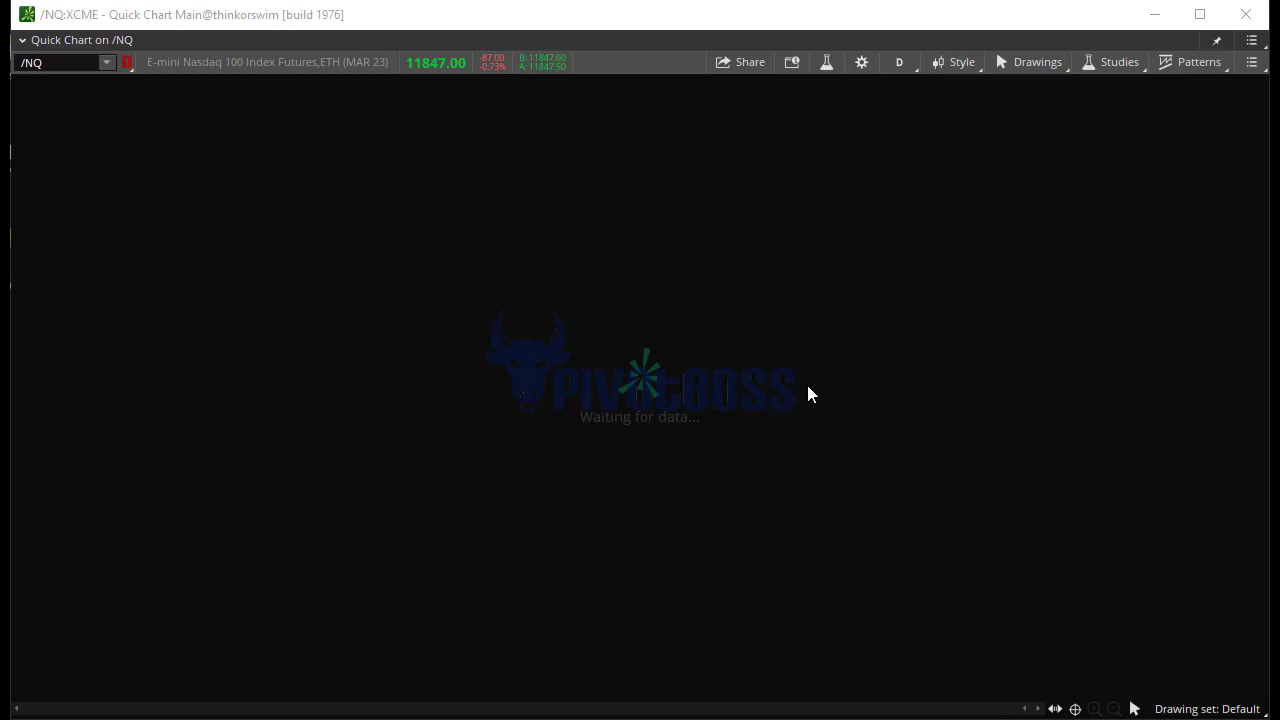 /NQ:XCME - Quick Chart Main@thinkorswim [build 1976]
Quick Chart on /NQ
/NQ E-mini Nasdaq 100 Index Futures,ETH (MAR 23) 11847.00 -87.00 B: 11847.00 Share D Style Drawings Studies Patterns
-0.73% A: 11847.50
PIVOTBOSS
Waiting for data...
Drawing set: Default